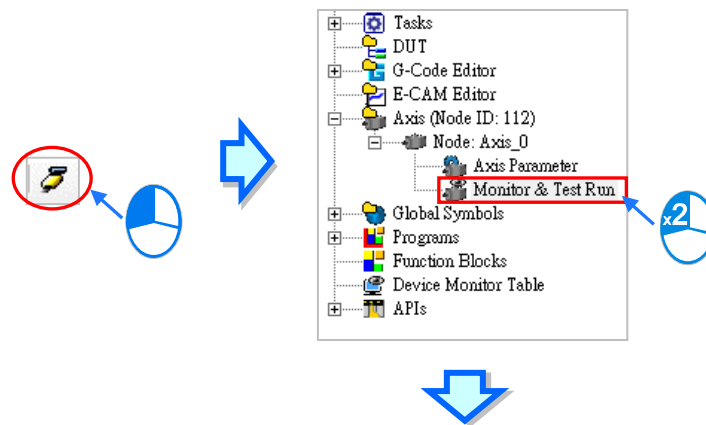 Tasks
DUT
G-Code Editor
E-CAM Editor
Axis (Node ID: 112)
Node: Axis_0
Axis Parameter
Monitor & Test Run
x2
Global Symbols
Programs
Function Blocks
Device Monitor Table
APIs